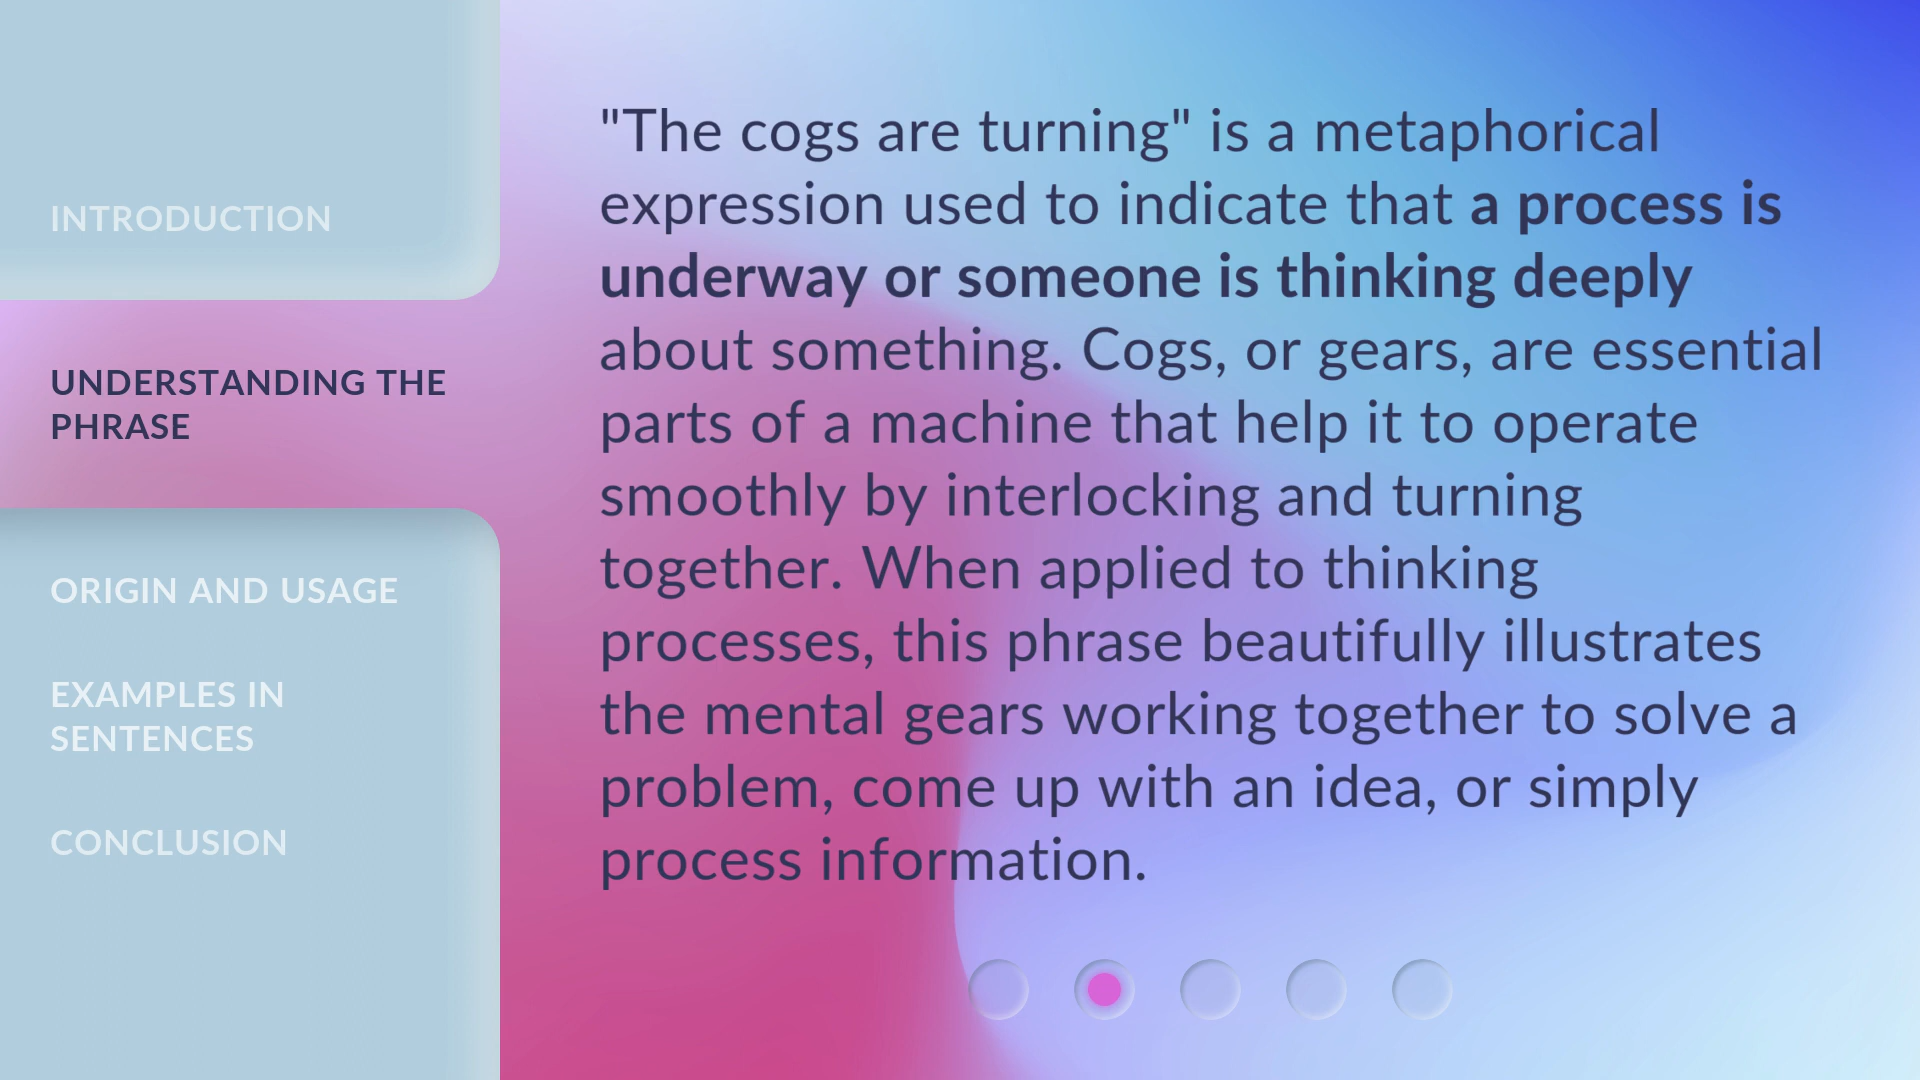 INTRODUCTION
UNDERSTANDING THE
PHRASE
ORIGIN AND USAGE
EXAMPLES IN
SENTENCES
CONCLUSION
"The cogs are turning" is a metaphorical
expression used to indicate that a process is
underway or someone is thinking deeply
about something. Cogs, or gears, are essential
parts of a machine that help it to operate
smoothly by interlocking and turning
together. When applied to thinking
processes, this phrase beautifully illustrates
the mental gears working together to solve a
problem, come up with an idea, or simply
process information.